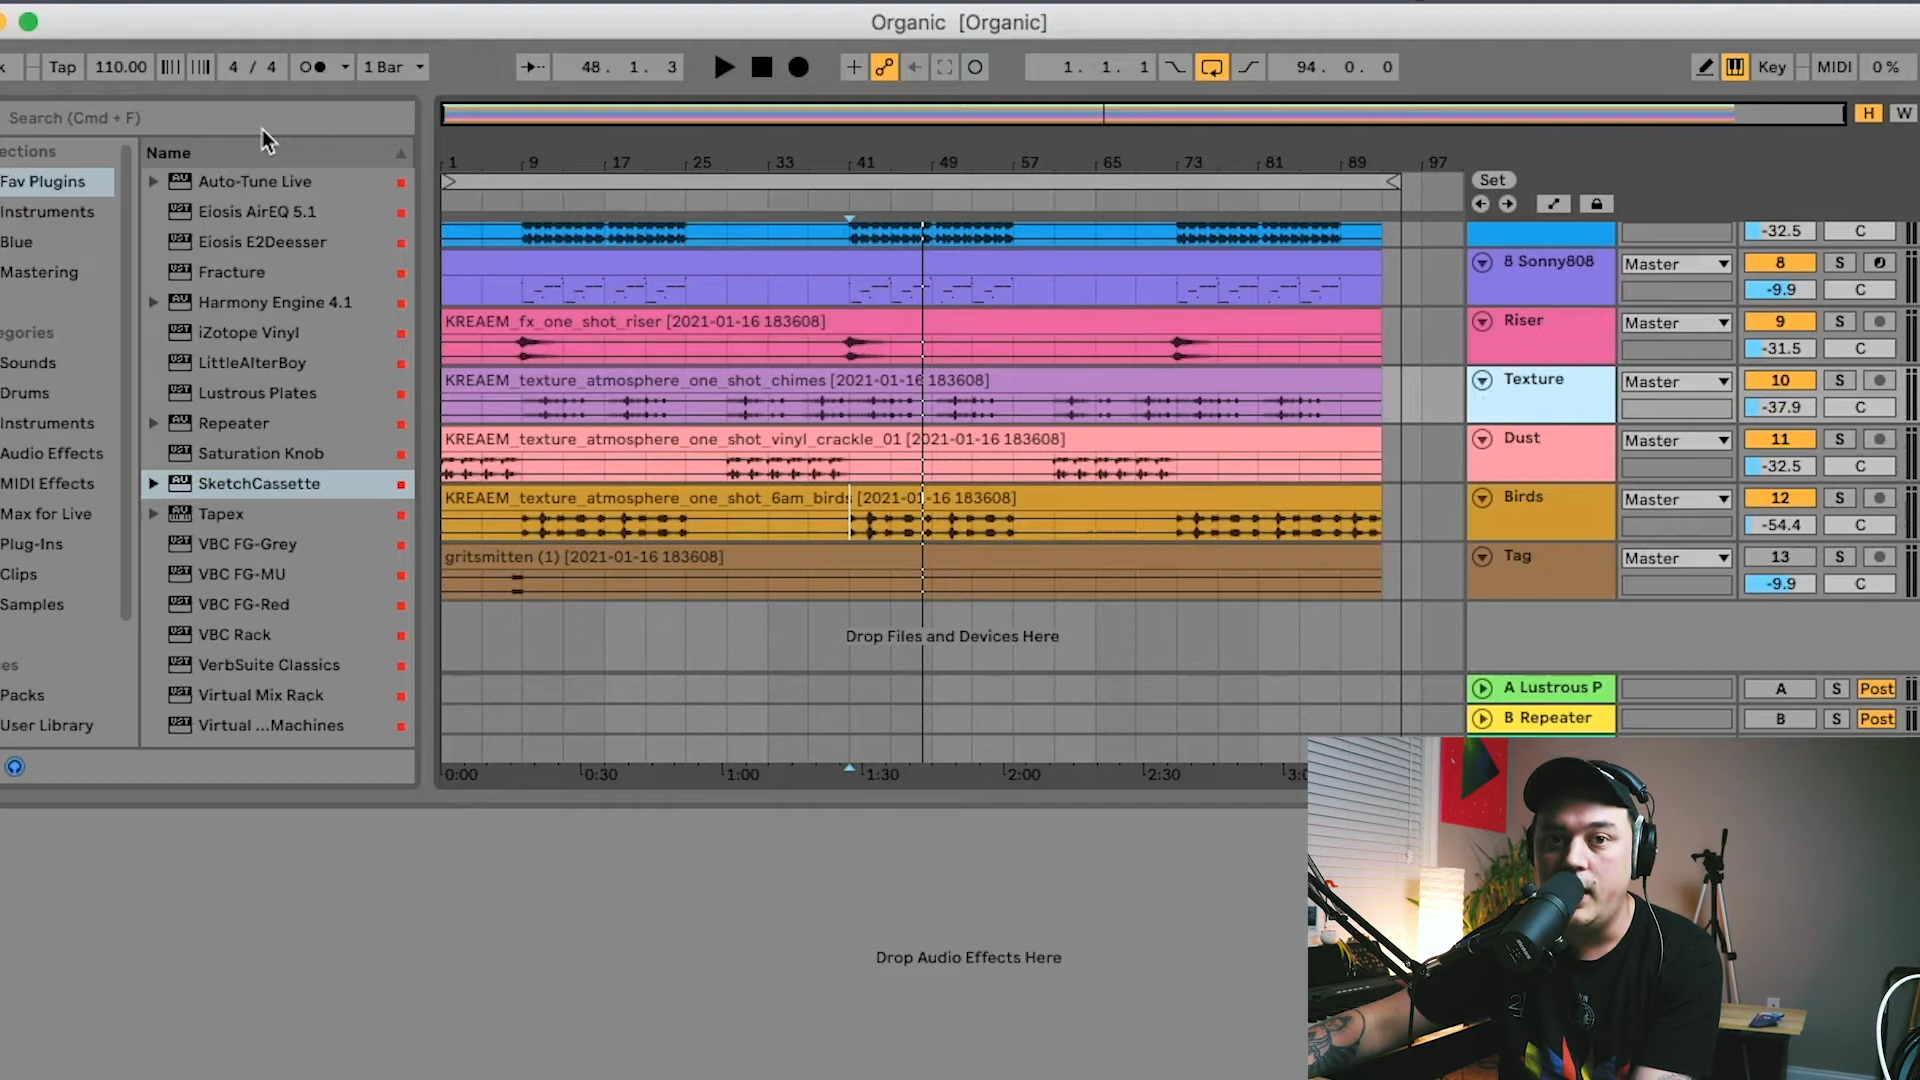 Organic [Organic]
Tap 110.00 4 / 4 1 Bar 48. 1. 3 1. 1. 1 94. 0. 0 Key MIDI 0 %
Search (Cmd + F)
H W
ections
Name
1 9 17 25 33 41 49 57 65 73 81 89 97
Fav Plugins
Auto-Tune Live
Set
Instruments
Eiosis AirEQ 5.1
Blue
Eiosis E2Deesser
-32.5 C
Mastering
Fracture
8 Sonny808 Master 8 S
-9.9 C
Harmony Engine 4.1
KREAEM_fx_one_shot_riser [2021-01-16 183608]
Riser Master 9 S
-31.5 C
egories
iZotope Vinyl
Sounds
LittleAlterBoy
KREAEM_texture_atmosphere_one_shot_chimes [2021-01-16 183608]
Texture Master 10 S
-37.9 C
Drums
Lustrous Plates
Instruments
Repeater
KREAEM_texture_atmosphere_one_shot_vinyl_crackle_01 [2021-01-16 183608]
Dust Master 11 S
-32.5 C
Audio Effects
Saturation Knob
MIDI Effects
SketchCassette
KREAEM_texture_atmosphere_one_shot_6am_birds [2021-01-16 183608]
Birds Master 12 S
-54.4 C
Max for Live
Tapex
Plug-Ins
VBC FG-Grey
gritsmitten (1) [2021-01-16 183608]
Tag Master 13 S
-9.9 C
Clips
VBC FG-MU
Samples
VBC FG-Red
VBC Rack
Drop Files and Devices Here
es
VerbSuite Classics
Packs
Virtual Mix Rack
A Lustrous P A S Post
User Library
Virtual ...Machines
B Repeater B S Post
0:00 0:30 1:00 1:30 2:00 2:30 3:0
Drop Audio Effects Here